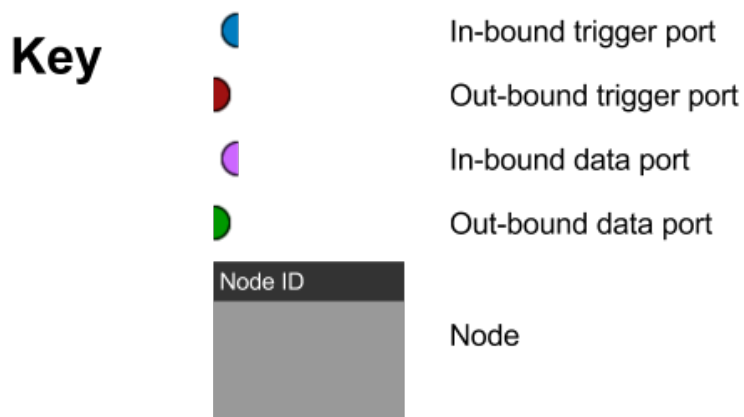 Key
In-bound trigger port
Out-bound trigger port
In-bound data port
Out-bound data port
Node ID
Node